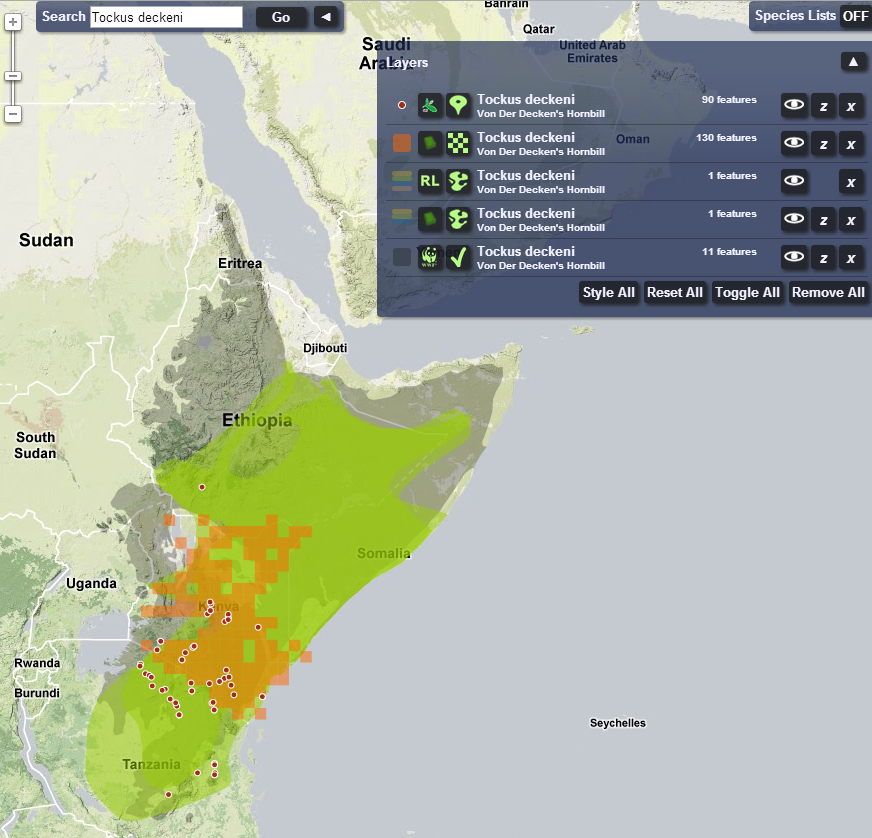 Bahrain
Search Tockus deckeni Go
Species Lists OFF
Qatar
Saudi
United Arab
Emirates
Layers
Tockus deckeni
90 features
z x
Von Der Decken's Hornbill
Tockus deckeni
130 features
z x
Von Der Decken's Hornbill
Oman
RL
Tockus deckeni
1 features
x
Von Der Decken's Hornbill
Tockus deckeni
1 features
z x
Von Der Decken's Hornbill
Tockus deckeni
11 features
z x
Von Der Decken's Hornbill
Style All Reset All Toggle All Remove All
Sudan
Eritrea
Djibouti
Ethiopia
South
Sudan
Somalia
Uganda
Kenya
Rwanda
Burundi
Seychelles
Tanzania